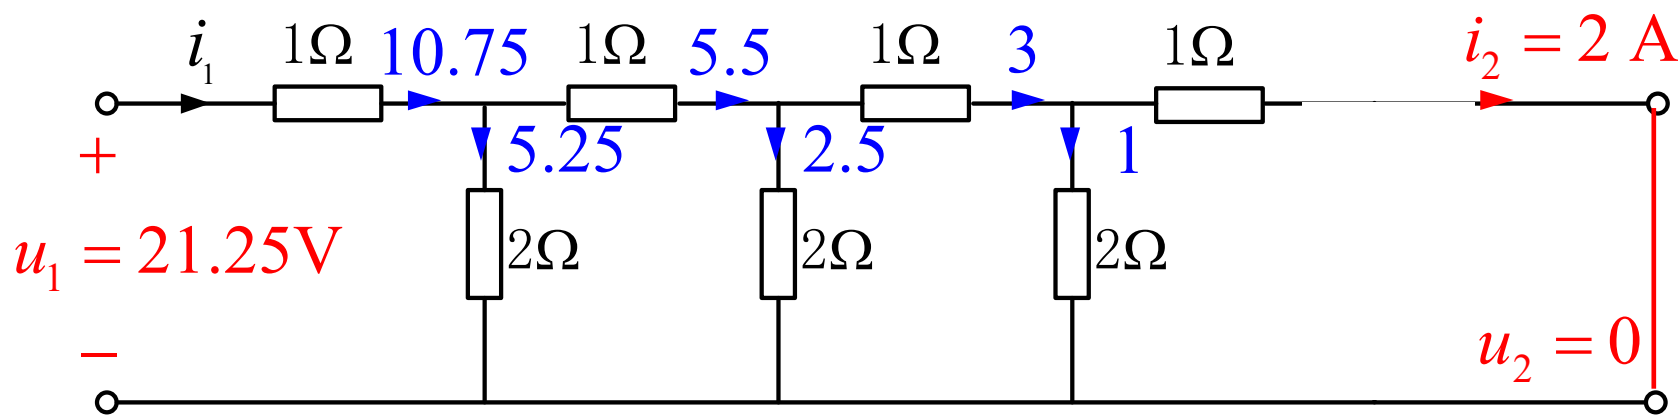 i₁ 1Ω 10.75 1Ω 5.5 1Ω 3 1Ω i₂ = 2 A
+ 5.25 2.5 1
u₁ = 21.25V 2Ω 2Ω 2Ω
− u₂ = 0